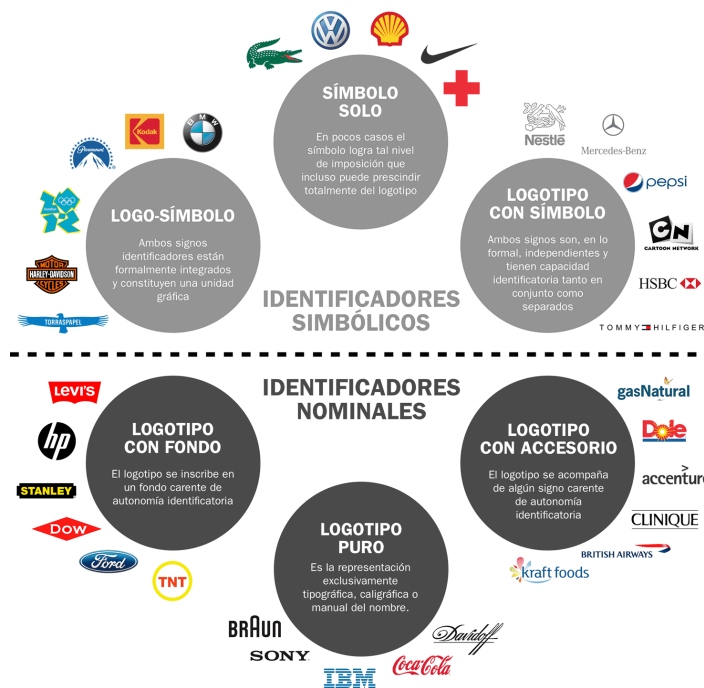 VW
SÍMBOLO
SOLO
En pocos casos el
símbolo logra tal nivel
de imposición que
incluso puede prescindir
totalmente del logotipo
Paramount
Kodak
BMW
LOGO-SÍMBOLO
Ambos signos
identificadores están
formalmente integrados
y constituyen una unidad
gráfica
london
MOTOR
HARLEY-DAVIDSON
CYCLES
TORRASPAPEL
Nestlé
Mercedes-Benz
pepsi
CN
CARTOON NETWORK
HSBC
TOMMY HILFIGER
LOGOTIPO
CON SÍMBOLO
Ambos signos son, en lo
formal, independientes y
tienen capacidad
identificatoria tanto en
conjunto como
separados
IDENTIFICADORES
SIMBÓLICOS
IDENTIFICADORES
NOMINALES
LEVI'S
hp
STANLEY
Dow
Ford
TNT
LOGOTIPO
CON FONDO
El logotipo se inscribe en
un fondo carente de
autonomía identificatoria
LOGOTIPO
CON ACCESORIO
El logotipo se acompaña
de algún signo carente
de autonomía
identificatoria
gasNatural
Dole
accenture
CLINIQUE
BRITISH AIRWAYS
kraft foods
LOGOTIPO
PURO
Es la representación
exclusivamente
tipográfica, caligráfica o
manual del nombre.
BRAUN
SONY
IBM
Coca-Cola
Davidoff